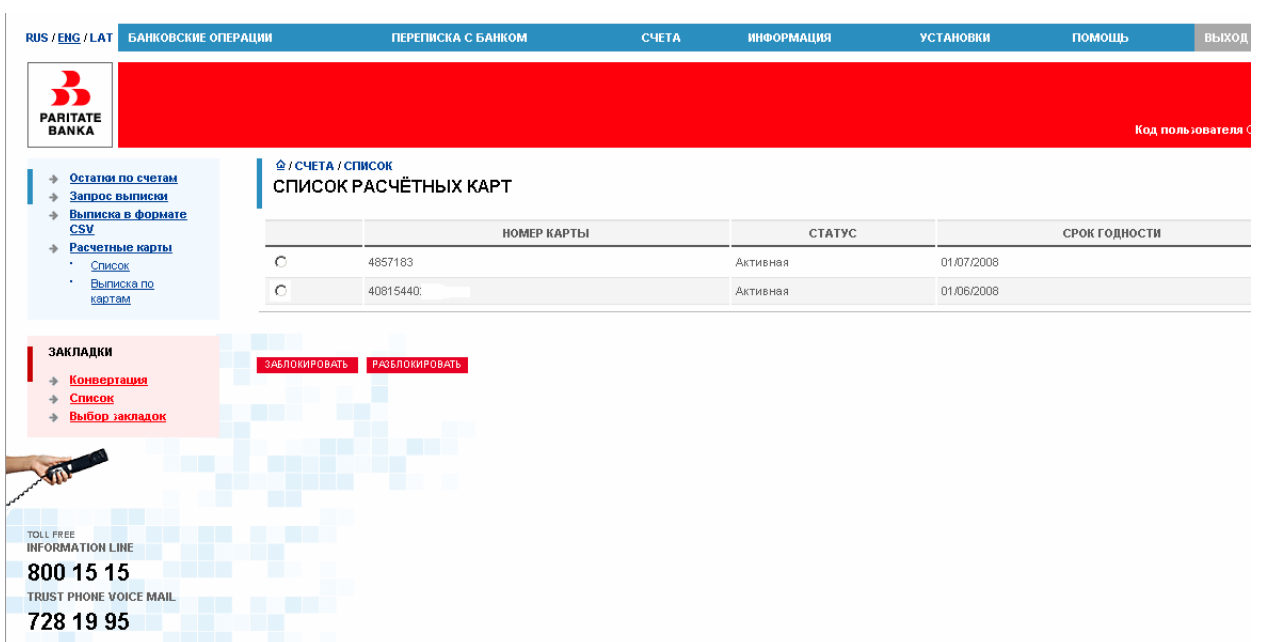 RUS / ENG / LAT БАНКОВСКИЕ ОПЕРАЦИИ ПЕРЕПИСКА С БАНКОМ СЧЕТА ИНФОРМАЦИЯ УСТАНОВКИ ПОМОЩЬ ВЫХОД
PARITATE
BANKA
Код пользователя
Остатки по счетам
Запрос выписки
Выписка в формате
CSV
Расчетные карты
Список
Выписка по
картам
/ СЧЕТА / СПИСОК
СПИСОК РАСЧЁТНЫХ КАРТ
НОМЕР КАРТЫ СТАТУС СРОК ГОДНОСТИ
4857183 Активная 01/07/2008
40815440 Активная 01/06/2008
ЗАБЛОКИРОВАТЬ РАЗБЛОКИРОВАТЬ
ЗАКЛАДКИ
Конвертация
Список
Выбор закладок
TOLL FREE
INFORMATION LINE
800 15 15
TRUST PHONE VOICE MAIL
728 19 95